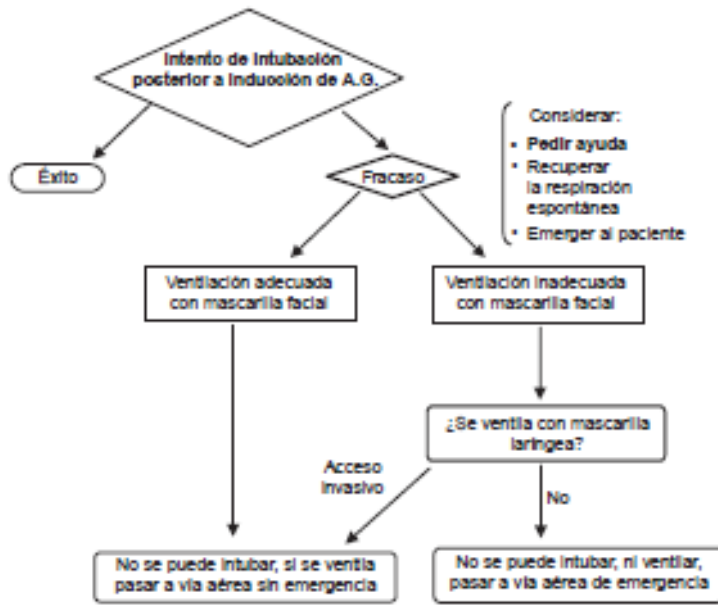 Intento de intubación
posterior a inducción de A.G.
Éxito
Fracaso
Considerar:
• Pedir ayuda
• Recuperar
la respiración
espontánea
• Emerger al paciente
Ventilación adecuada
con mascarilla facial
Ventilación inadecuada
con mascarilla facial
¿Se ventila con mascarilla
laríngea?
Acceso
invasivo
No
No se puede intubar, si se ventila
pasar a vía aérea sin emergencia
No se puede intubar, ni ventilar,
pasar a vía aérea de emergencia